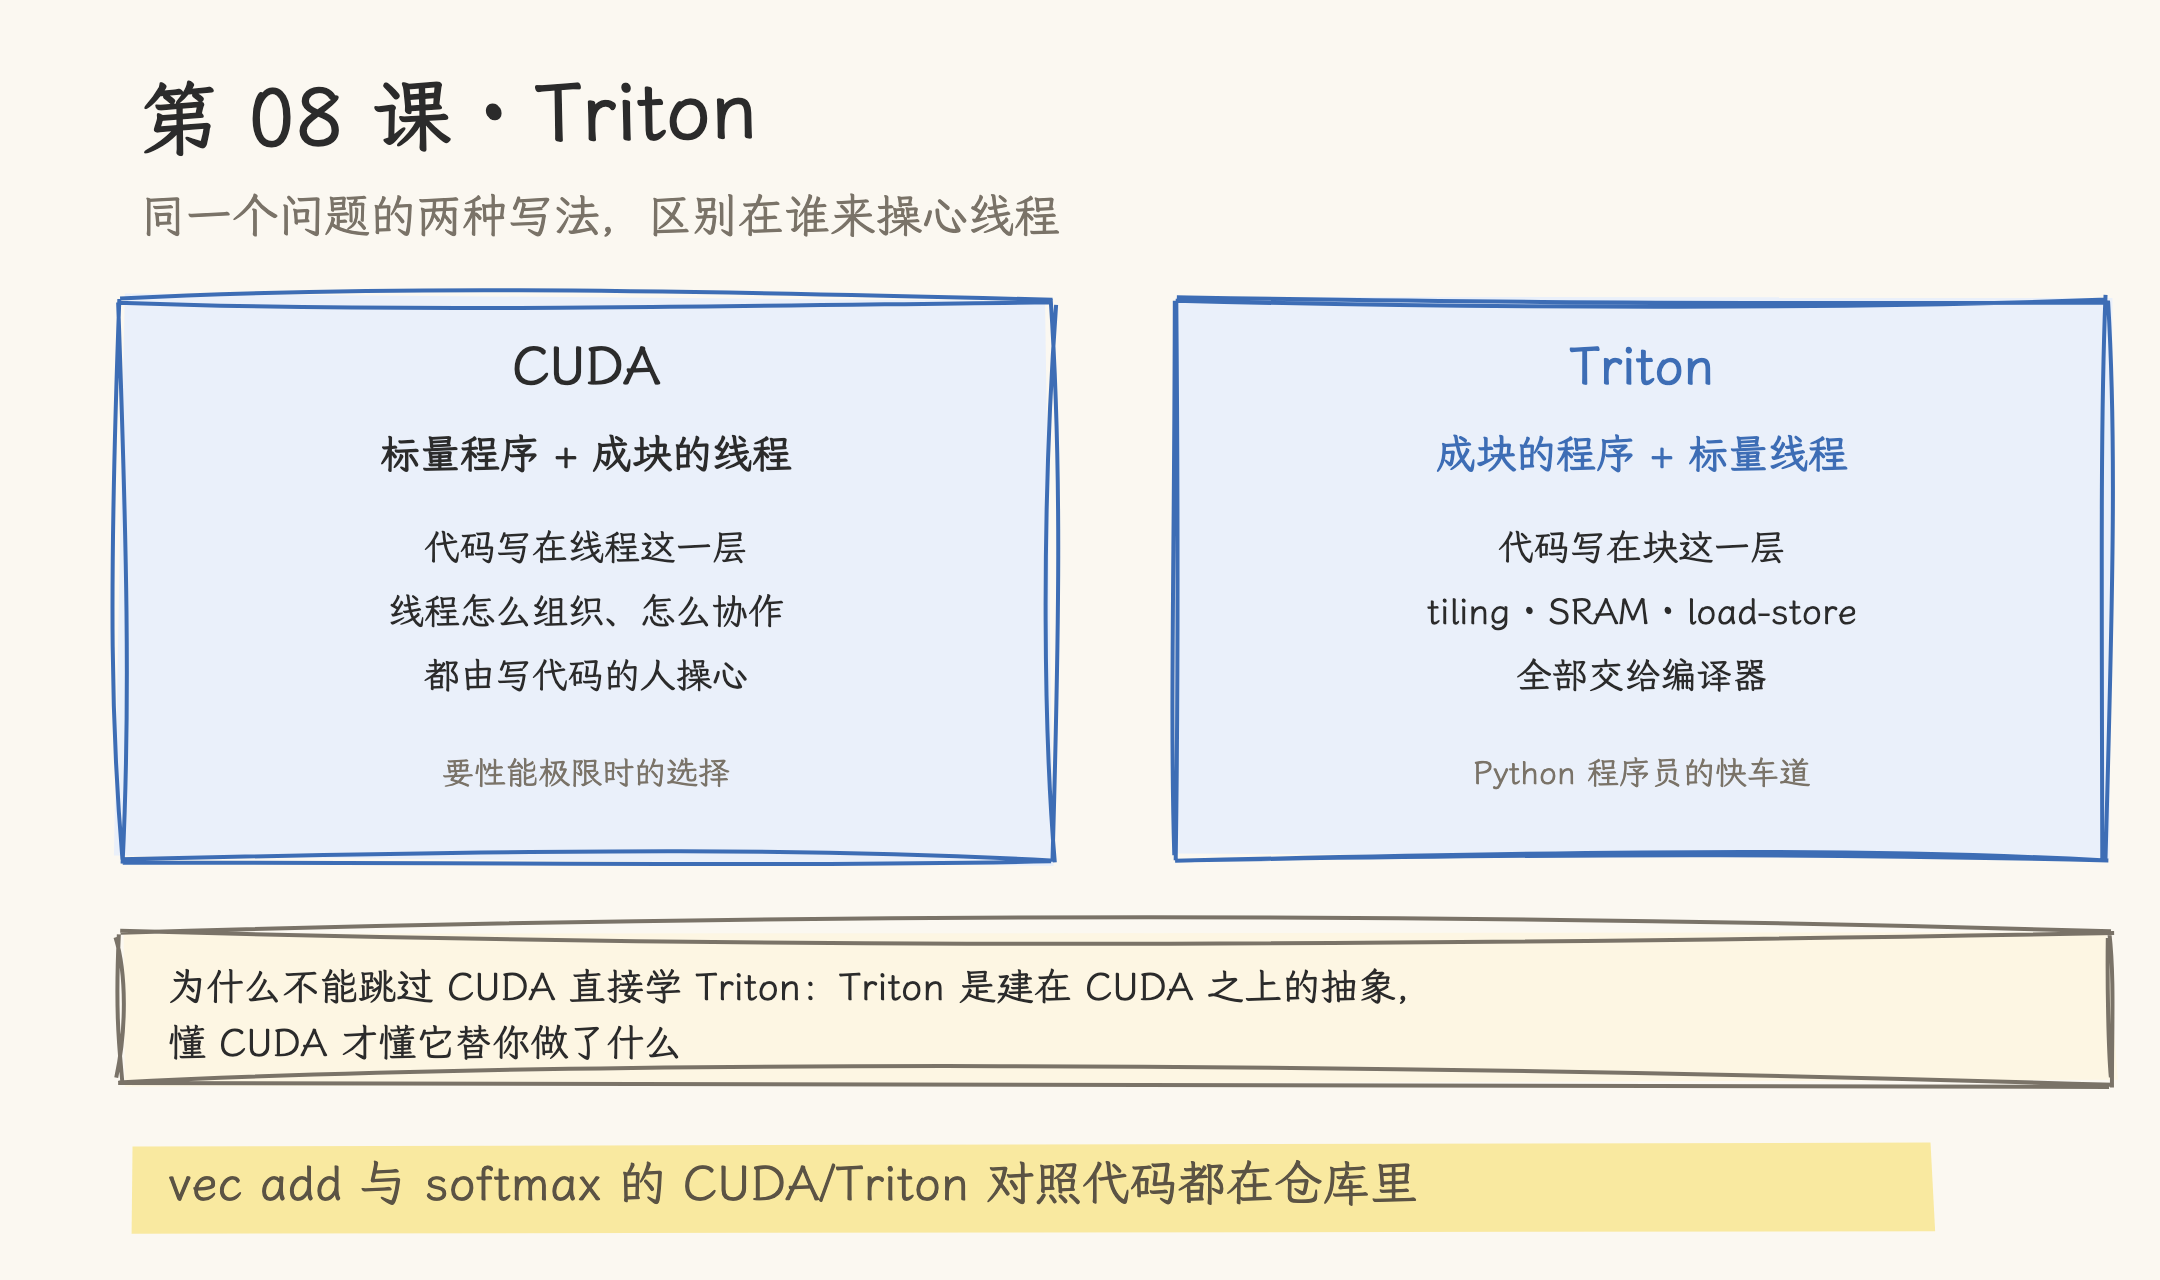 第 08 课·Triton
同一个问题的两种写法，区别在谁来操心线程
CUDA
标量程序 + 成块的线程
代码写在线程这一层
线程怎么组织、怎么协作
都由写代码的人操心
要性能极限时的选择
Triton
成块的程序 + 标量线程
代码写在块这一层
tiling·SRAM·load-store
全部交给编译器
Python 程序员的快车道
为什么不能跳过 CUDA 直接学 Triton：Triton 是建在 CUDA 之上的抽象，
懂 CUDA 才懂它替你做了什么
vec add 与 softmax 的 CUDA/Triton 对照代码都在仓库里